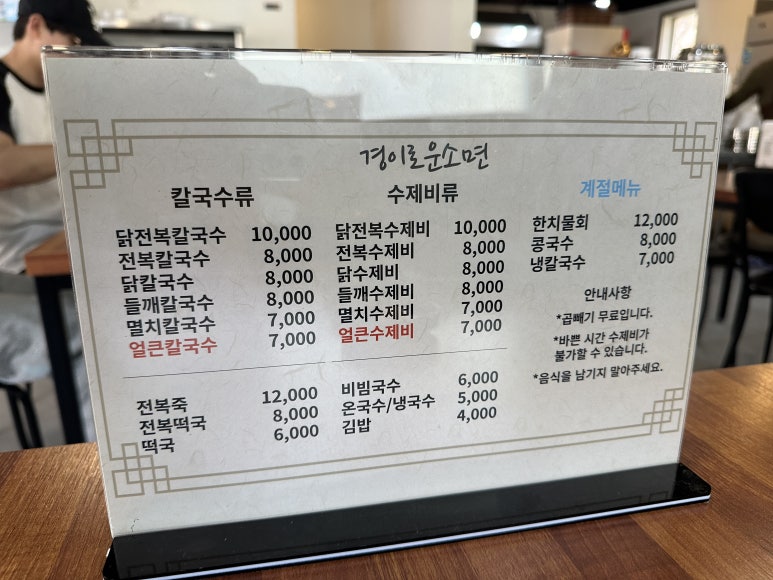 경이로운소면
칼국수류
닭전복칼국수 10,000
전복칼국수 8,000
닭칼국수 8,000
들깨칼국수 8,000
멸치칼국수 7,000
얼큰칼국수 7,000
수제비류
닭전복수제비 10,000
전복수제비 8,000
닭수제비 8,000
들깨수제비 8,000
멸치수제비 7,000
얼큰수제비 7,000
계절메뉴
한치물회 12,000
콩국수 8,000
냉칼국수 7,000
안내사항
*곱빼기 무료입니다.
*바쁜 시간 수제비가
불가할 수 있습니다.
*음식을 남기지 말아주세요.
전복죽 12,000
전복떡국 8,000
떡국 6,000
비빔국수 6,000
온국수/냉국수 5,000
김밥 4,000